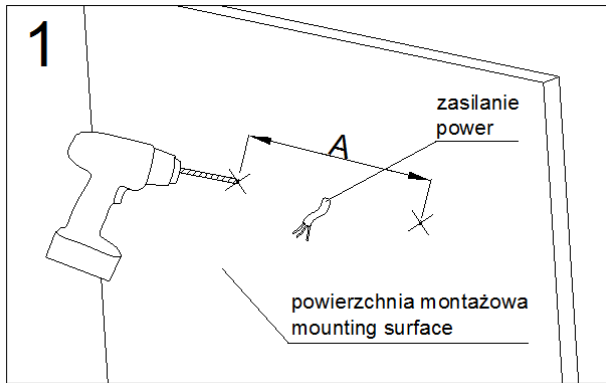 1
zasilanie
power
A
powierzchnia montażowa
mounting surface